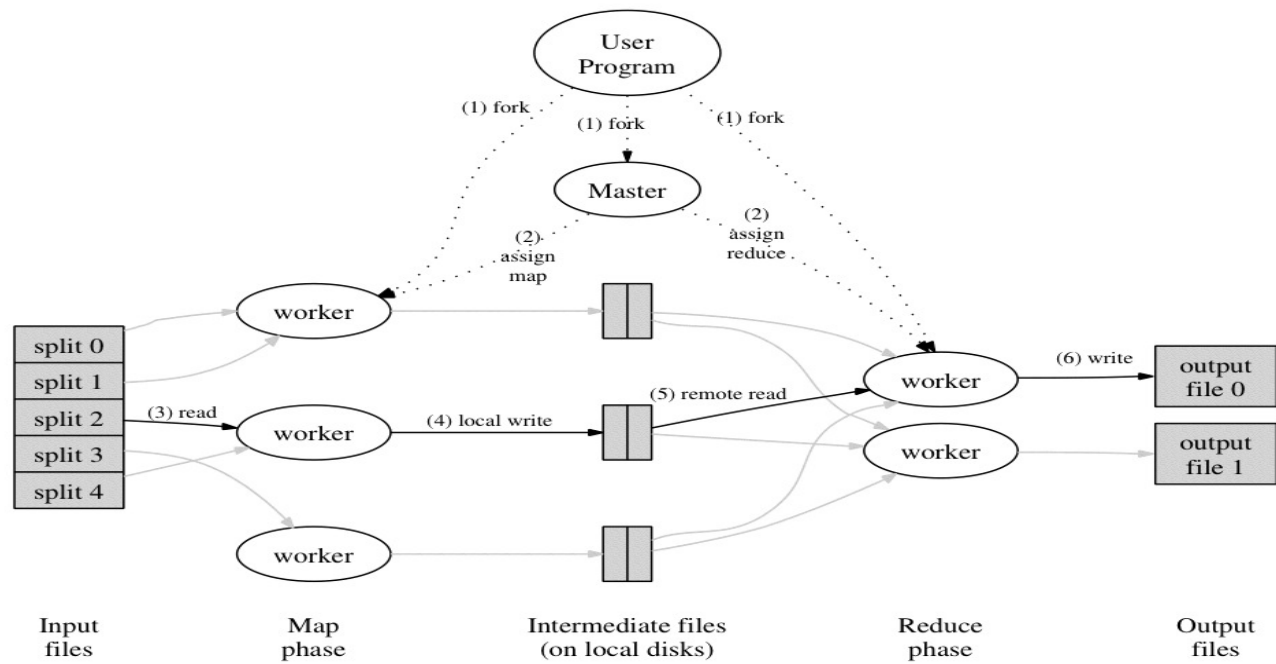 User
Program
(1) fork
(1) fork
(1) fork
Master
(2)
assign
map
(2)
assign
reduce
worker
split 0
split 1
split 2
split 3
split 4
(3) read
worker
(4) local write
worker
(5) remote read
worker
(6) write
output
file 0
worker
output
file 1
Input
files
Map
phase
Intermediate files
(on local disks)
Reduce
phase
Output
files